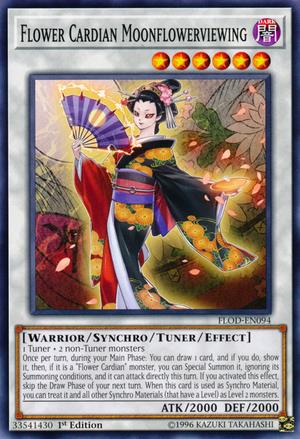 FLOWER CARDIAN MOONFLOWERVIEWING
DARK
闇
FLOD-EN094
[WARRIOR/SYNCHRO/TUNER/EFFECT]
1 Tuner + 2 non-Tuner monsters
Once per turn, during your Main Phase: You can draw 1 card, and if you do, show
it, then, if it is a "Flower Cardian" monster, you can Special Summon it, ignoring its
Summoning conditions, and it can attack directly this turn. If you activated this effect,
skip the Draw Phase of your next turn. When this card is used as Synchro Material,
you can treat it and all other Synchro Materials (that have a Level) as Level 2 monsters.
ATK/2000 DEF/2000
33541430 1st Edition ©1996 KAZUKI TAKAHASHI